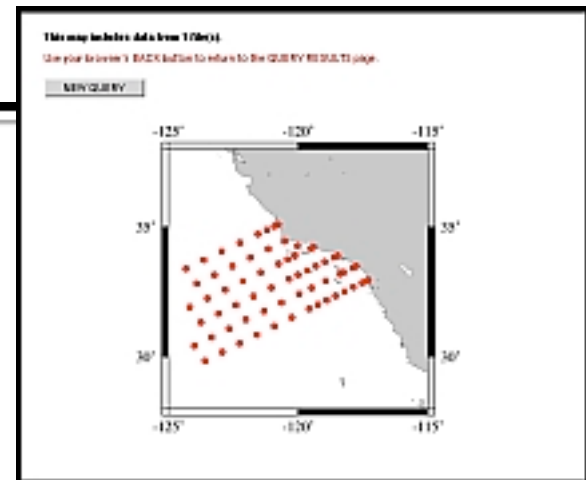 This map includes data from 1 file(s).
Use your browser's BACK button to return to the QUERY RESULTS page.
NEW QUERY
-125° -120° -115°
35° 35°
30° 30°
-125° -120° -115°